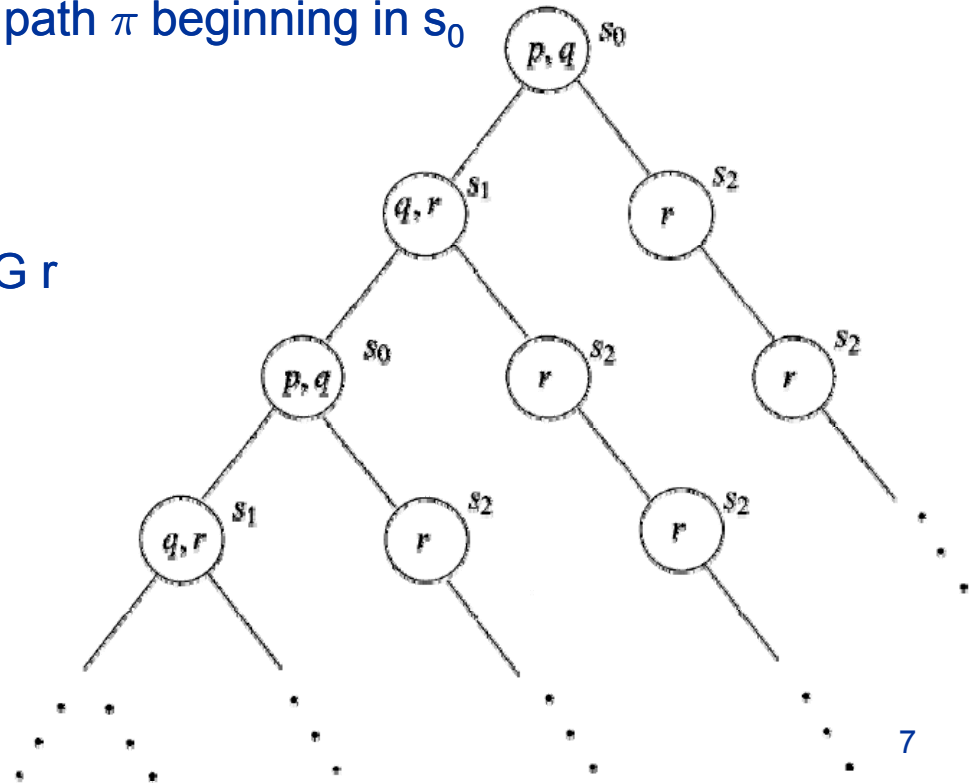 path π beginning in s₀
p, q s₀
q, r s₁
r s₂
G r
p, q s₀
r s₂
r s₂
q, r s₁
r s₂
r s₂
7